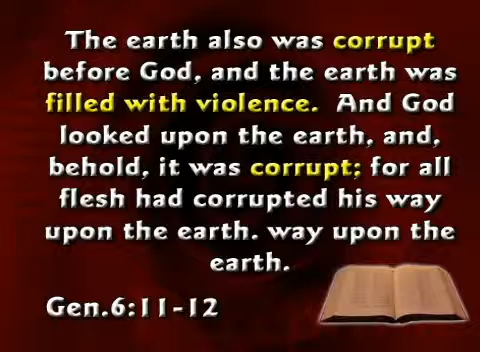 The earth also was corrupt
before God, and the earth was
filled with violence. And God
looked upon the earth, and,
behold, it was corrupt; for all
flesh had corrupted his way
upon the earth. way upon the
earth.
Gen.6:11-12